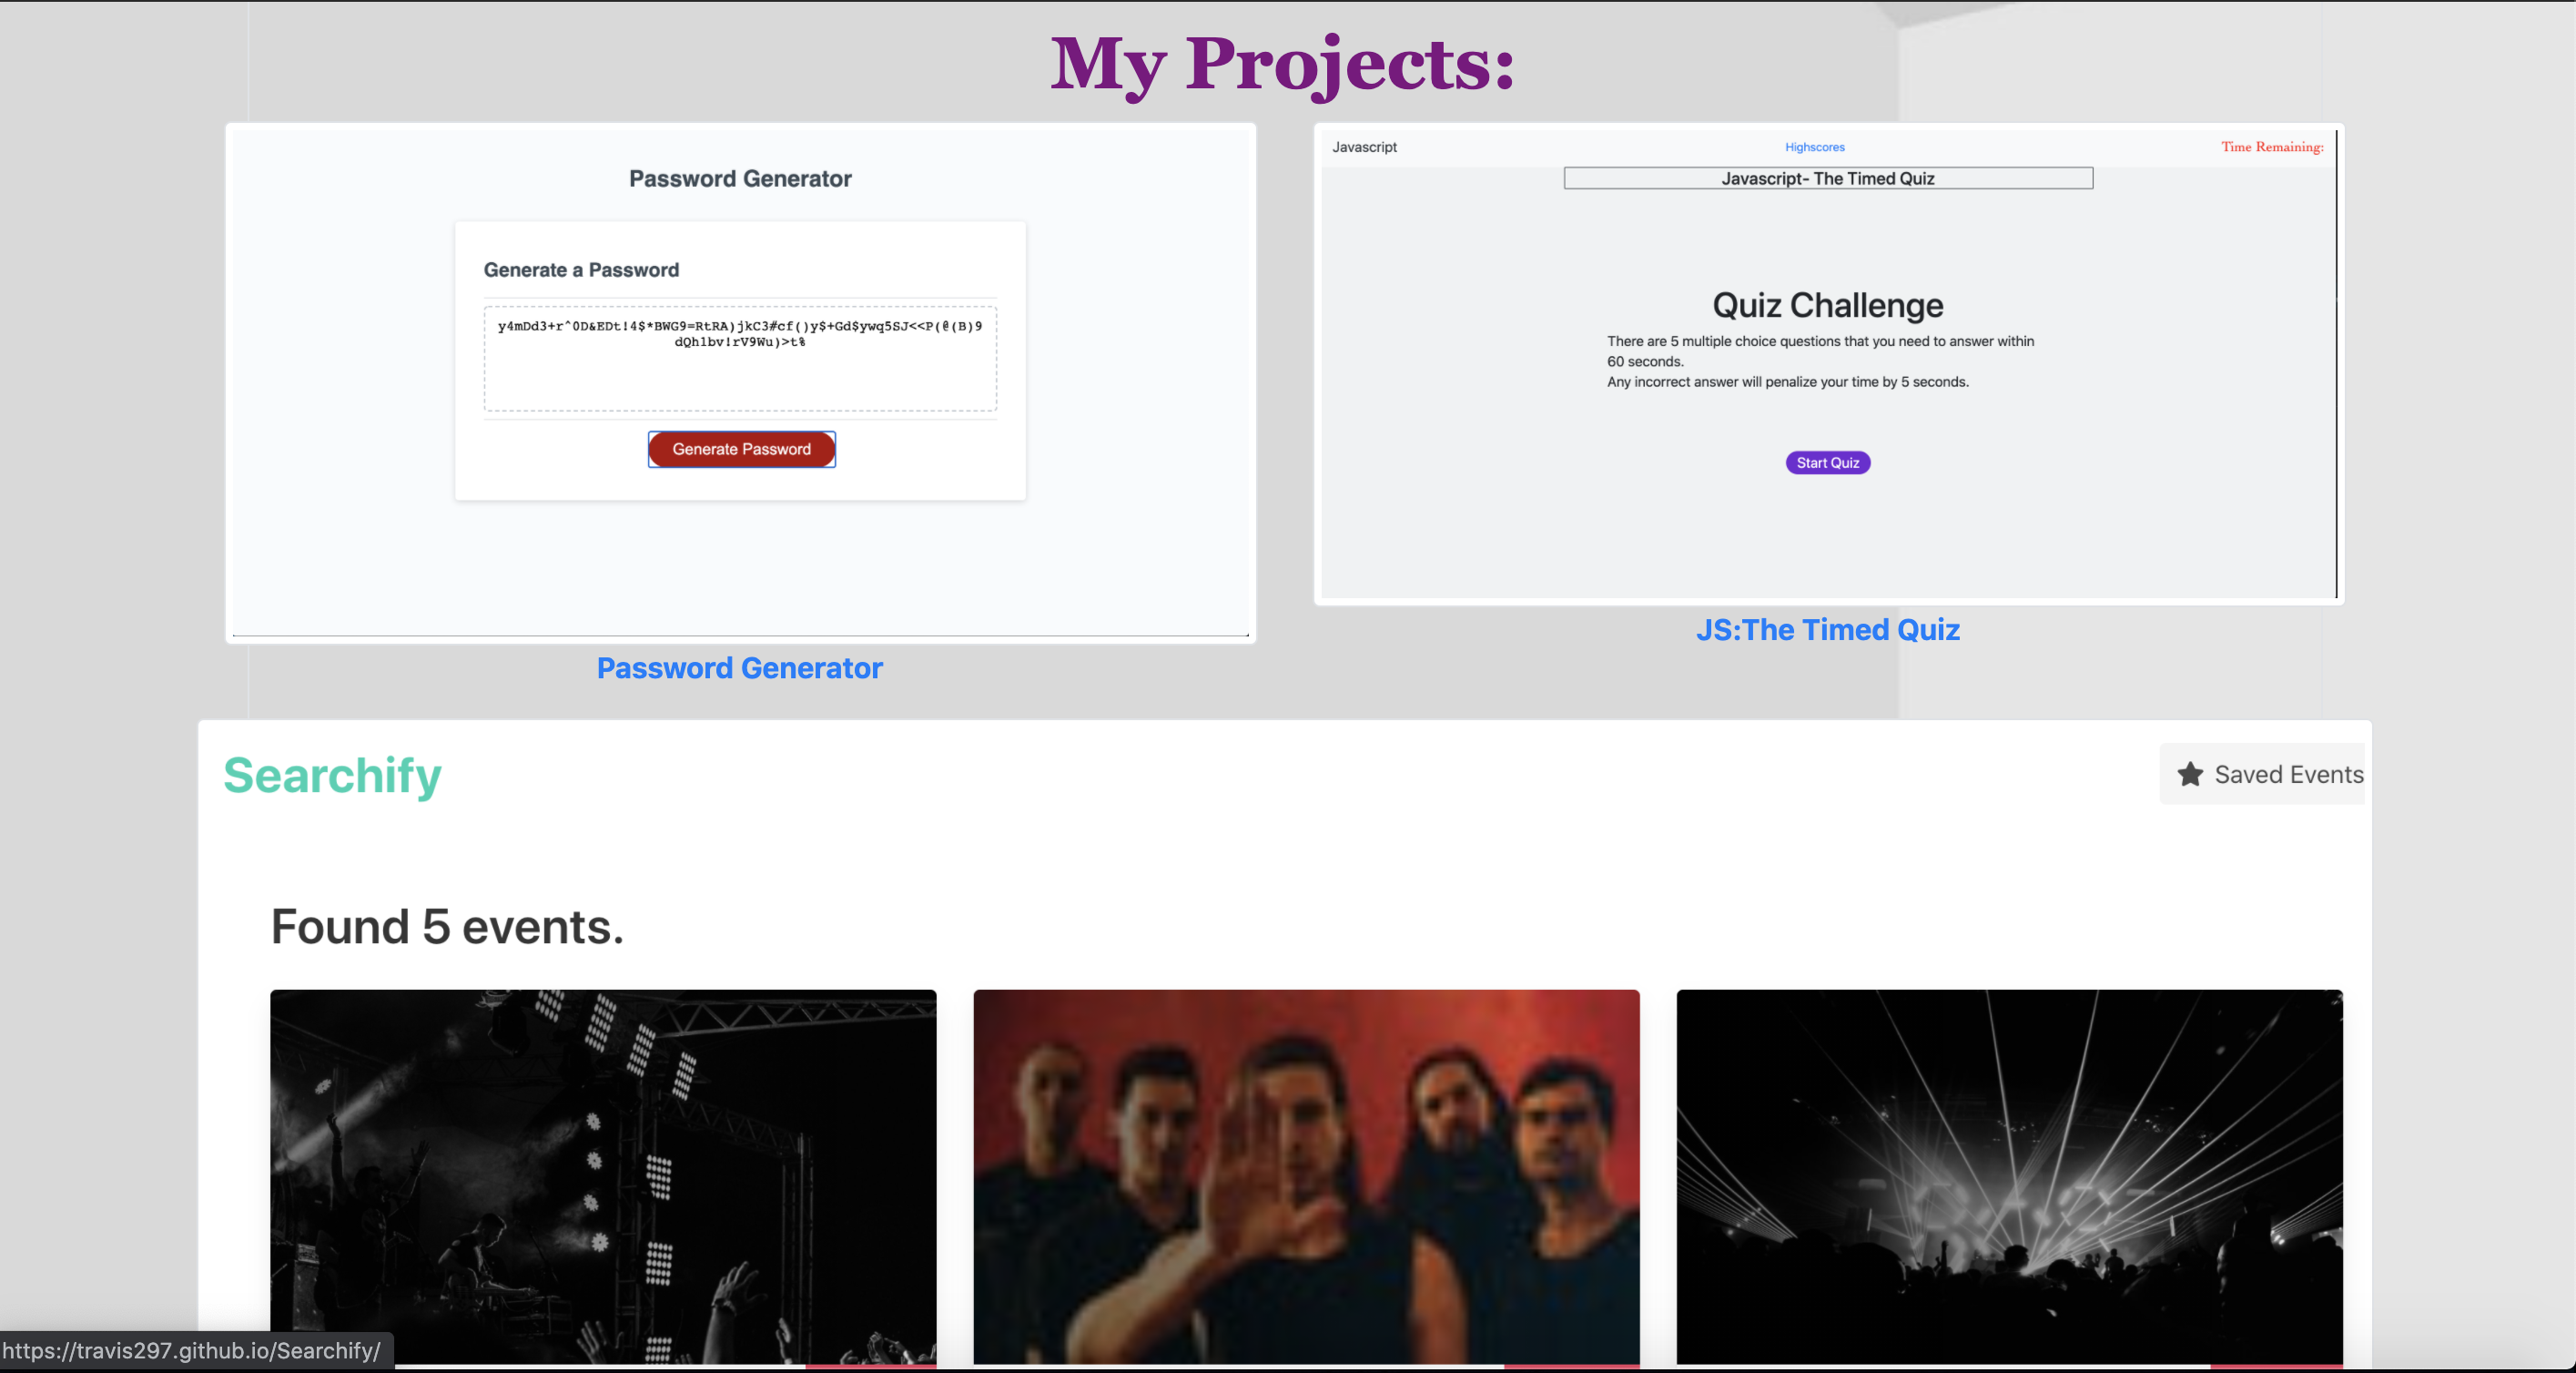 My Projects:
Password Generator
Generate a Password
y4mDd3+r^0D&EDt!4$*BWG9=RtRA)jkC3#cf()y$+Gd$ywq5SJ<<P(@(B)9
dQh1bv!rV9Wu)>t%
Generate Password
Password Generator
Javascript
Highscores
Time Remaining:
Javascript- The Timed Quiz
Quiz Challenge
There are 5 multiple choice questions that you need to answer within
60 seconds.
Any incorrect answer will penalize your time by 5 seconds.
Start Quiz
JS:The Timed Quiz
Searchify
Saved Events
Found 5 events.
https://travis297.github.io/Searchify/